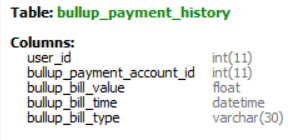 Table: bullup_payment_history
Columns:
user_id int(11)
bullup_payment_account_id int(11)
bullup_bill_value float
bullup_bill_time datetime
bullup_bill_type varchar(30)